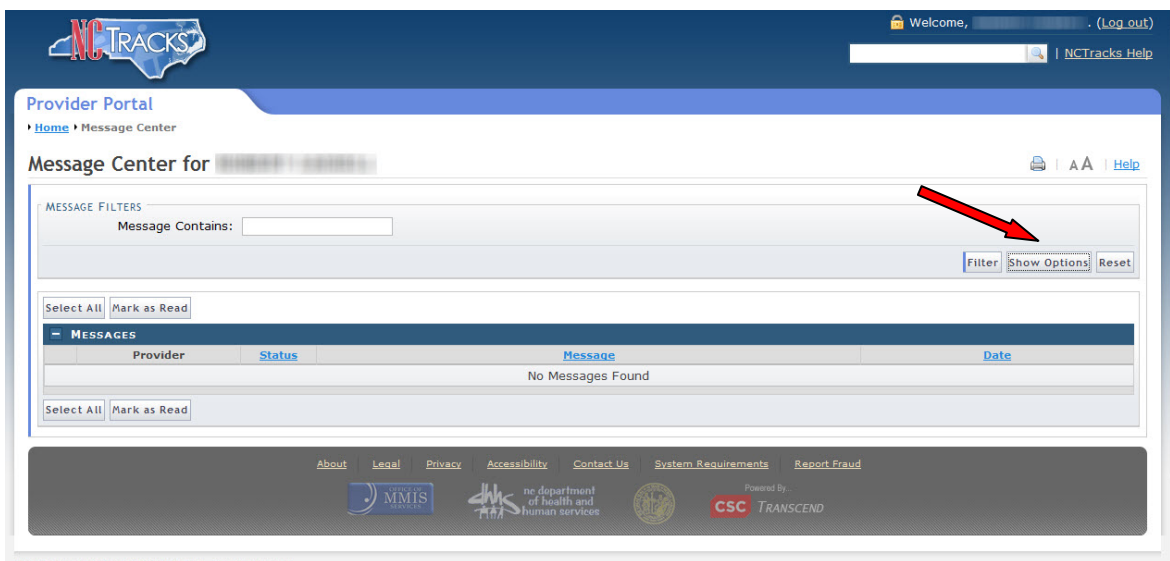 Welcome, . (Log out)
NCTRACKS
| NCTracks Help
Provider Portal
Home Message Center
Message Center for
A A | Help
MESSAGE FILTERS
Message Contains:
Filter Show Options Reset
Select All Mark as Read
MESSAGES
Provider Status Message Date
No Messages Found
Select All Mark as Read
About Legal Privacy Accessibility Contact Us System Requirements Report Fraud
OFFICE OF
MMIS
SERVICES
dhhs
nc department
of health and
human services
Powered By...
CSC TRANSCEND